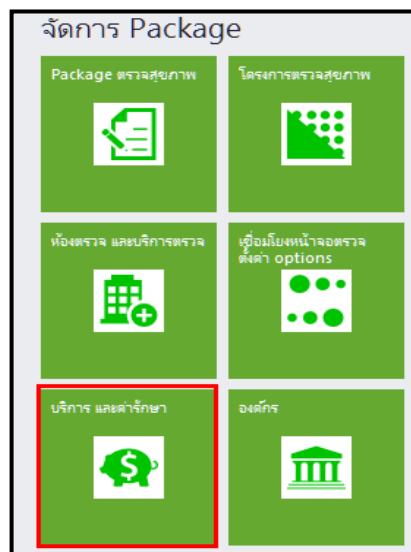 จัดการ Package
Package ตรวจสุขภาพ
โครงการตรวจสุขภาพ
ห้องตรวจ และบริการตรวจ
เชื่อมโยงหน้าจอตรวจ
ตั้งค่า options
บริการ และค่ารักษา
องค์กร